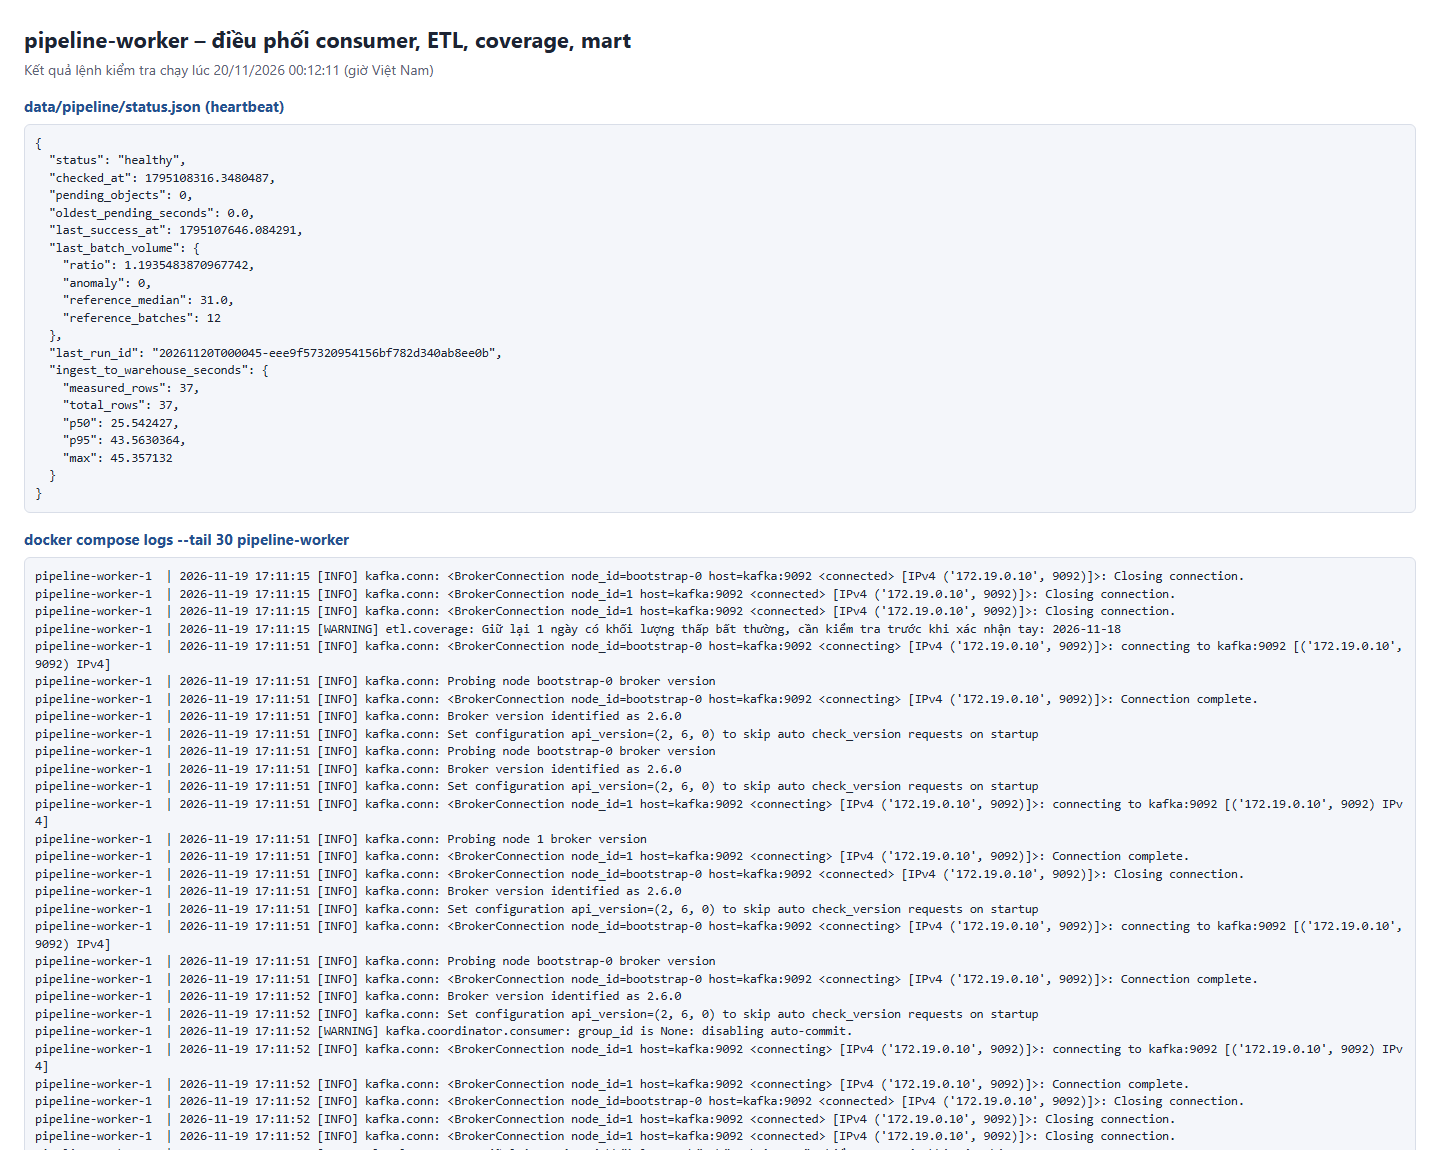 pipeline-worker – điều phối consumer, ETL, coverage, mart
Kết quả lệnh kiểm tra chạy lúc 20/11/2026 00:12:11 (giờ Việt Nam)
data/pipeline/status.json (heartbeat)
{
  "status": "healthy",
  "checked_at": 1795108316.3480487,
  "pending_objects": 0,
  "oldest_pending_seconds": 0.0,
  "last_success_at": 1795107646.084291,
  "last_batch_volume": {
    "ratio": 1.1935483870967742,
    "anomaly": 0,
    "reference_median": 31.0,
    "reference_batches": 12
  },
  "last_run_id": "20261120T000045-eee9f57320954156bf782d340ab8ee0b",
  "ingest_to_warehouse_seconds": {
    "measured_rows": 37,
    "total_rows": 37,
    "p50": 25.542427,
    "p95": 43.5630364,
    "max": 45.357132
  }
}
docker compose logs --tail 30 pipeline-worker
pipeline-worker-1  | 2026-11-19 17:11:15 [INFO] kafka.conn: <BrokerConnection node_id=bootstrap-0 host=kafka:9092 <connected> [IPv4 ('172.19.0.10', 9092)]>: Closing connection.
pipeline-worker-1  | 2026-11-19 17:11:15 [INFO] kafka.conn: <BrokerConnection node_id=1 host=kafka:9092 <connected> [IPv4 ('172.19.0.10', 9092)]>: Closing connection.
pipeline-worker-1  | 2026-11-19 17:11:15 [INFO] kafka.conn: <BrokerConnection node_id=1 host=kafka:9092 <connected> [IPv4 ('172.19.0.10', 9092)]>: Closing connection.
pipeline-worker-1  | 2026-11-19 17:11:15 [WARNING] etl.coverage: Giữ lại 1 ngày có khối lượng thấp bất thường, cần kiểm tra trước khi xác nhận tay: 2026-11-18
pipeline-worker-1  | 2026-11-19 17:11:51 [INFO] kafka.conn: <BrokerConnection node_id=bootstrap-0 host=kafka:9092 <connecting> [IPv4 ('172.19.0.10', 9092)]>: connecting to kafka:9092 [('172.19.0.10',
9092) IPv4]
pipeline-worker-1  | 2026-11-19 17:11:51 [INFO] kafka.conn: Probing node bootstrap-0 broker version
pipeline-worker-1  | 2026-11-19 17:11:51 [INFO] kafka.conn: <BrokerConnection node_id=bootstrap-0 host=kafka:9092 <connecting> [IPv4 ('172.19.0.10', 9092)]>: Connection complete.
pipeline-worker-1  | 2026-11-19 17:11:51 [INFO] kafka.conn: Broker version identified as 2.6.0
pipeline-worker-1  | 2026-11-19 17:11:51 [INFO] kafka.conn: Set configuration api_version=(2, 6, 0) to skip auto check_version requests on startup
pipeline-worker-1  | 2026-11-19 17:11:51 [INFO] kafka.conn: Probing node bootstrap-0 broker version
pipeline-worker-1  | 2026-11-19 17:11:51 [INFO] kafka.conn: Broker version identified as 2.6.0
pipeline-worker-1  | 2026-11-19 17:11:51 [INFO] kafka.conn: Set configuration api_version=(2, 6, 0) to skip auto check_version requests on startup
pipeline-worker-1  | 2026-11-19 17:11:51 [INFO] kafka.conn: <BrokerConnection node_id=1 host=kafka:9092 <connecting> [IPv4 ('172.19.0.10', 9092)]>: connecting to kafka:9092 [('172.19.0.10', 9092) IPv
4]
pipeline-worker-1  | 2026-11-19 17:11:51 [INFO] kafka.conn: Probing node 1 broker version
pipeline-worker-1  | 2026-11-19 17:11:51 [INFO] kafka.conn: <BrokerConnection node_id=1 host=kafka:9092 <connecting> [IPv4 ('172.19.0.10', 9092)]>: Connection complete.
pipeline-worker-1  | 2026-11-19 17:11:51 [INFO] kafka.conn: <BrokerConnection node_id=bootstrap-0 host=kafka:9092 <connected> [IPv4 ('172.19.0.10', 9092)]>: Closing connection.
pipeline-worker-1  | 2026-11-19 17:11:51 [INFO] kafka.conn: Broker version identified as 2.6.0
pipeline-worker-1  | 2026-11-19 17:11:51 [INFO] kafka.conn: Set configuration api_version=(2, 6, 0) to skip auto check_version requests on startup
pipeline-worker-1  | 2026-11-19 17:11:51 [INFO] kafka.conn: <BrokerConnection node_id=bootstrap-0 host=kafka:9092 <connecting> [IPv4 ('172.19.0.10', 9092)]>: connecting to kafka:9092 [('172.19.0.10',
9092) IPv4]
pipeline-worker-1  | 2026-11-19 17:11:51 [INFO] kafka.conn: Probing node bootstrap-0 broker version
pipeline-worker-1  | 2026-11-19 17:11:51 [INFO] kafka.conn: <BrokerConnection node_id=bootstrap-0 host=kafka:9092 <connecting> [IPv4 ('172.19.0.10', 9092)]>: Connection complete.
pipeline-worker-1  | 2026-11-19 17:11:52 [INFO] kafka.conn: Broker version identified as 2.6.0
pipeline-worker-1  | 2026-11-19 17:11:52 [INFO] kafka.conn: Set configuration api_version=(2, 6, 0) to skip auto check_version requests on startup
pipeline-worker-1  | 2026-11-19 17:11:52 [WARNING] kafka.coordinator.consumer: group_id is None: disabling auto-commit.
pipeline-worker-1  | 2026-11-19 17:11:52 [INFO] kafka.conn: <BrokerConnection node_id=1 host=kafka:9092 <connecting> [IPv4 ('172.19.0.10', 9092)]>: connecting to kafka:9092 [('172.19.0.10', 9092) IPv
4]
pipeline-worker-1  | 2026-11-19 17:11:52 [INFO] kafka.conn: <BrokerConnection node_id=1 host=kafka:9092 <connecting> [IPv4 ('172.19.0.10', 9092)]>: Connection complete.
pipeline-worker-1  | 2026-11-19 17:11:52 [INFO] kafka.conn: <BrokerConnection node_id=bootstrap-0 host=kafka:9092 <connected> [IPv4 ('172.19.0.10', 9092)]>: Closing connection.
pipeline-worker-1  | 2026-11-19 17:11:52 [INFO] kafka.conn: <BrokerConnection node_id=1 host=kafka:9092 <connected> [IPv4 ('172.19.0.10', 9092)]>: Closing connection.
pipeline-worker-1  | 2026-11-19 17:11:52 [INFO] kafka.conn: <BrokerConnection node_id=1 host=kafka:9092 <connected> [IPv4 ('172.19.0.10', 9092)]>: Closing connection.